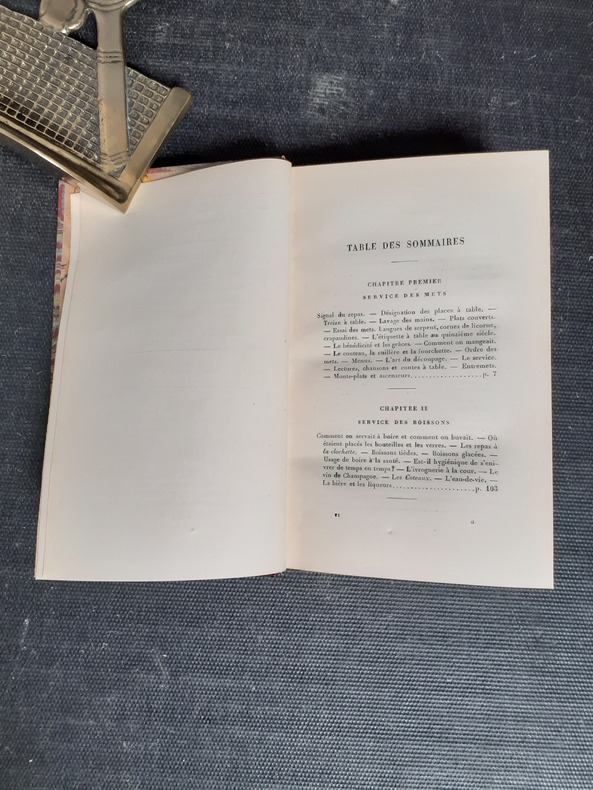 TABLE DES SOMMAIRES
CHAPITRE PREMIER
SERVICE DES METS
Signal du repas. — Désignation des places à table. —
Treize à table. — Lavage des mains. — Plats couverts.
— Essai des mets. Langues de serpent, cornes de licorne,
crapaudines. — L'étiquette à table au quinzième siècle.
— Le bénédicité et les grâces. — Comment on mangeait.
— Le couteau, la cuillère et la fourchette. — Ordre des
mets. — Menus. — L'art du découpage. — Le service.
— Lectures, chansons et contes à table. — Entremets.
— Monte-plats et ascenseurs....................p. 7
CHAPITRE II
SERVICE DES BOISSONS
Comment on servait à boire et comment on buvait. — Où
étaient placés les bouteilles et les verres. — Les repas à
la clochette. — Boissons tièdes. — Boissons glacées. —
Usage de boire à la santé. — Est-il hygiénique de s'eni-
vrer de temps en temps? — L'ivrognerie à la cour. — Le
vin de Champagne. — Les Coteaux. — L'eau-de-vie. —
La bière et les liqueurs.......................p. 103
VI
a